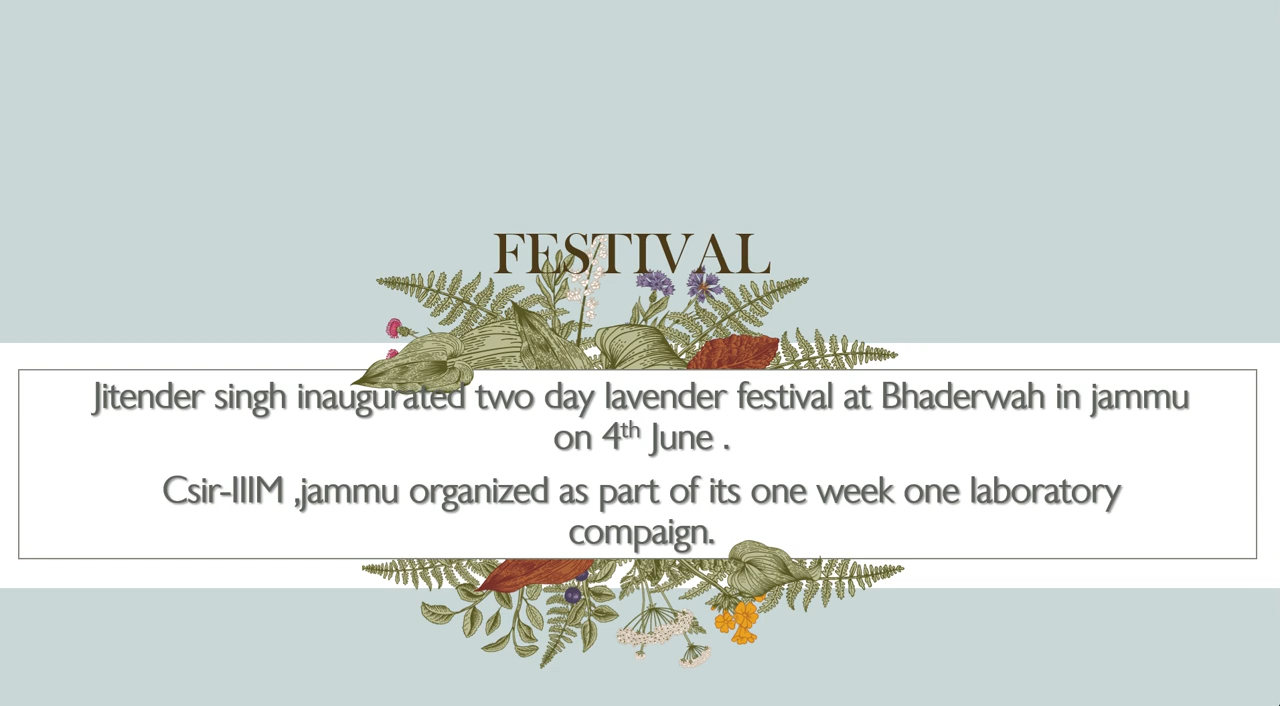 FESTIVAL
Jitender singh inaugurated two day lavender festival at Bhaderwah in jammu
on 4th June .
Csir-IIIM ,jammu organized as part of its one week one laboratory
compaign.